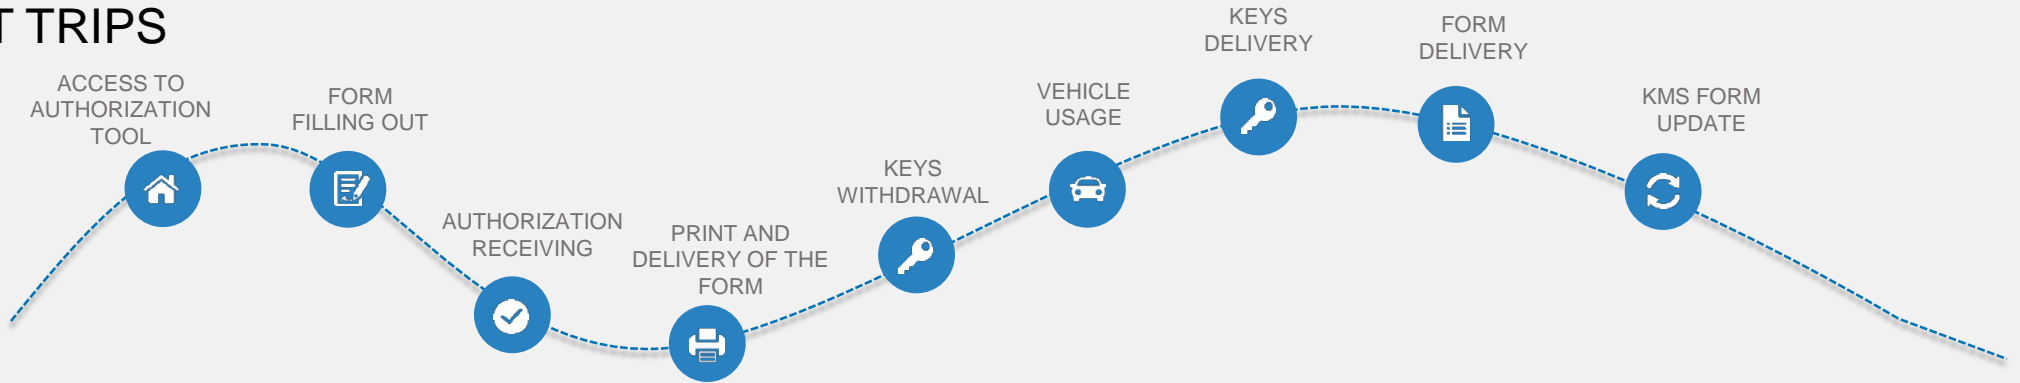 T TRIPS
ACCESS TO
AUTHORIZATION
TOOL
FORM
FILLING OUT
AUTHORIZATION
RECEIVING
PRINT AND
DELIVERY OF THE
FORM
KEYS
WITHDRAWAL
VEHICLE
USAGE
KEYS
DELIVERY
FORM
DELIVERY
KMS FORM
UPDATE